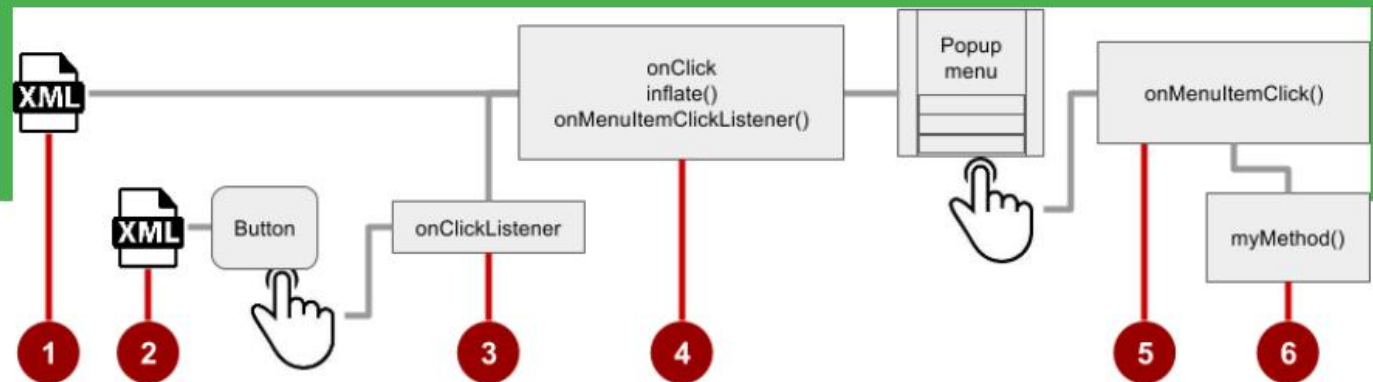 XML
onClick
inflate()
onMenuItemClickListener()
Popup
menu
onMenuItemClick()
XML
Button
onClickListener
myMethod()
1
2
3
4
5
6